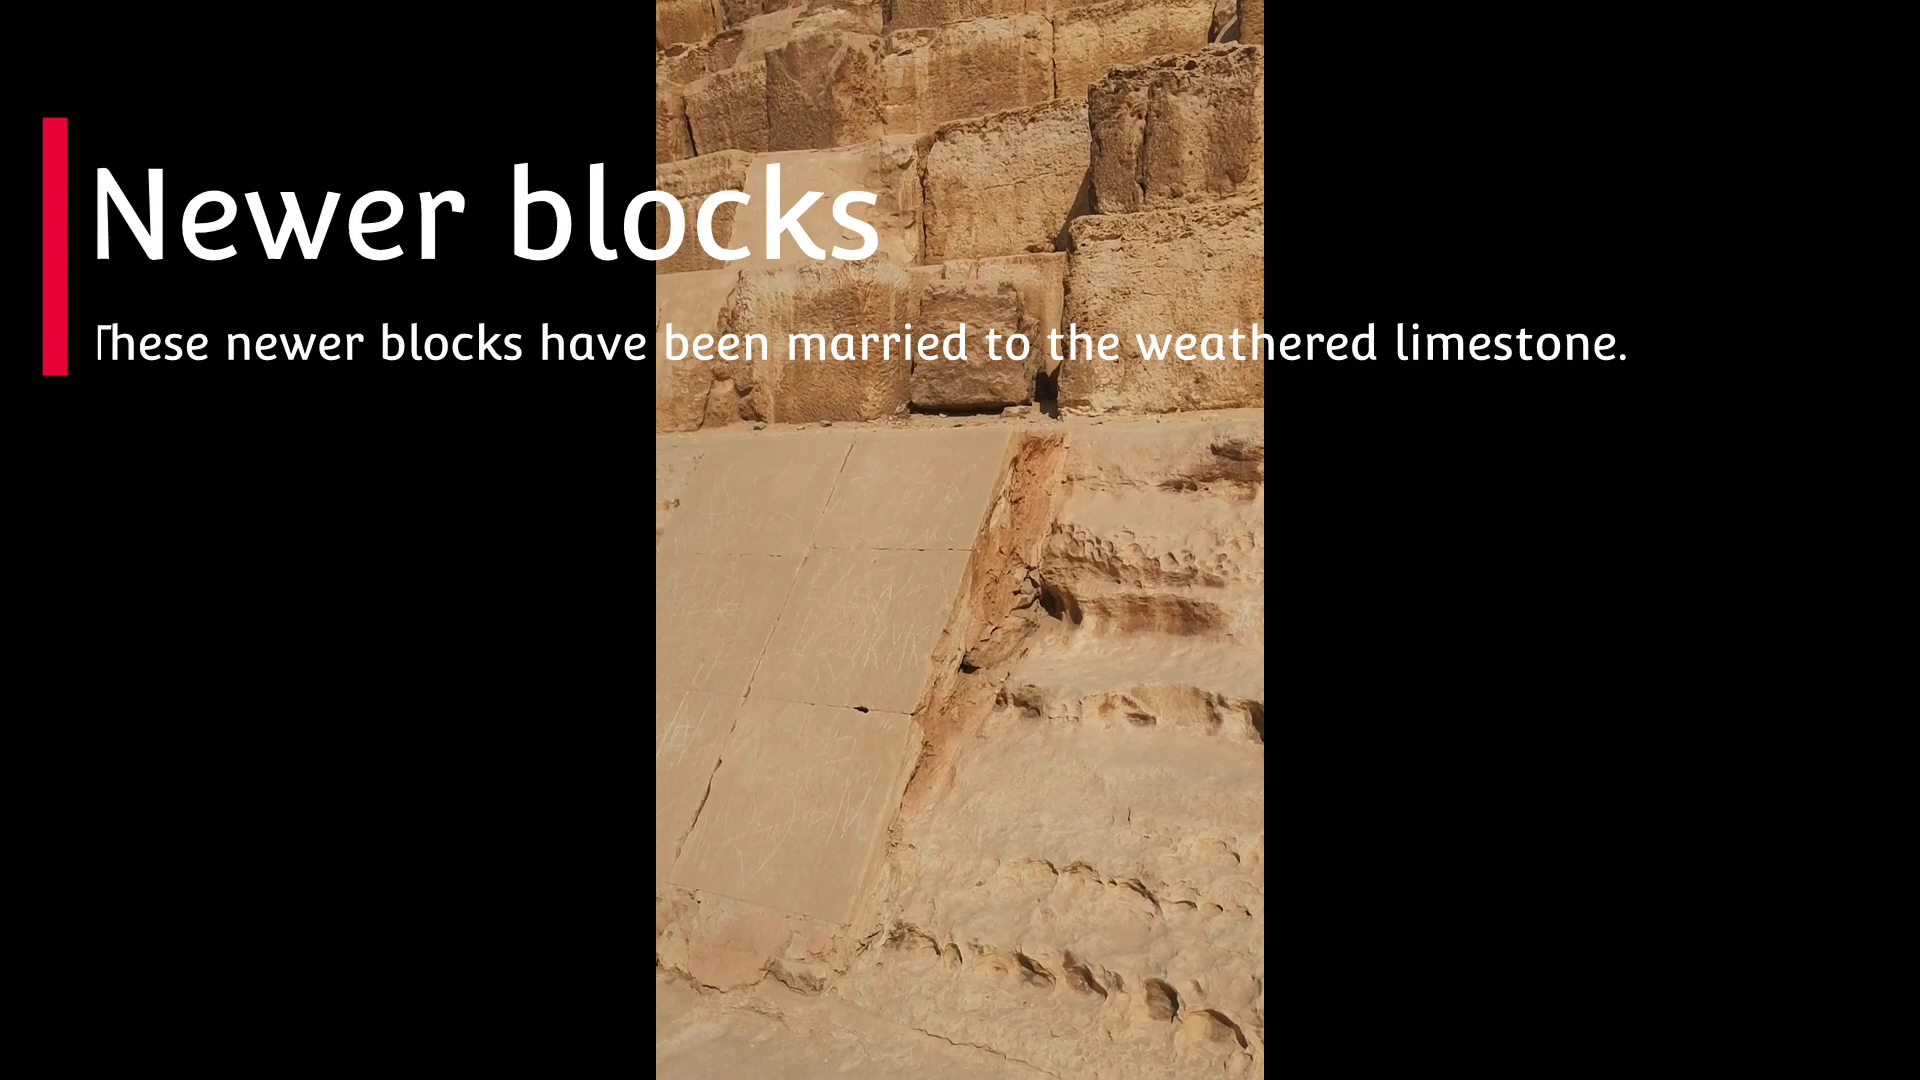 Newer blocks
These newer blocks have been married to the weathered limestone.